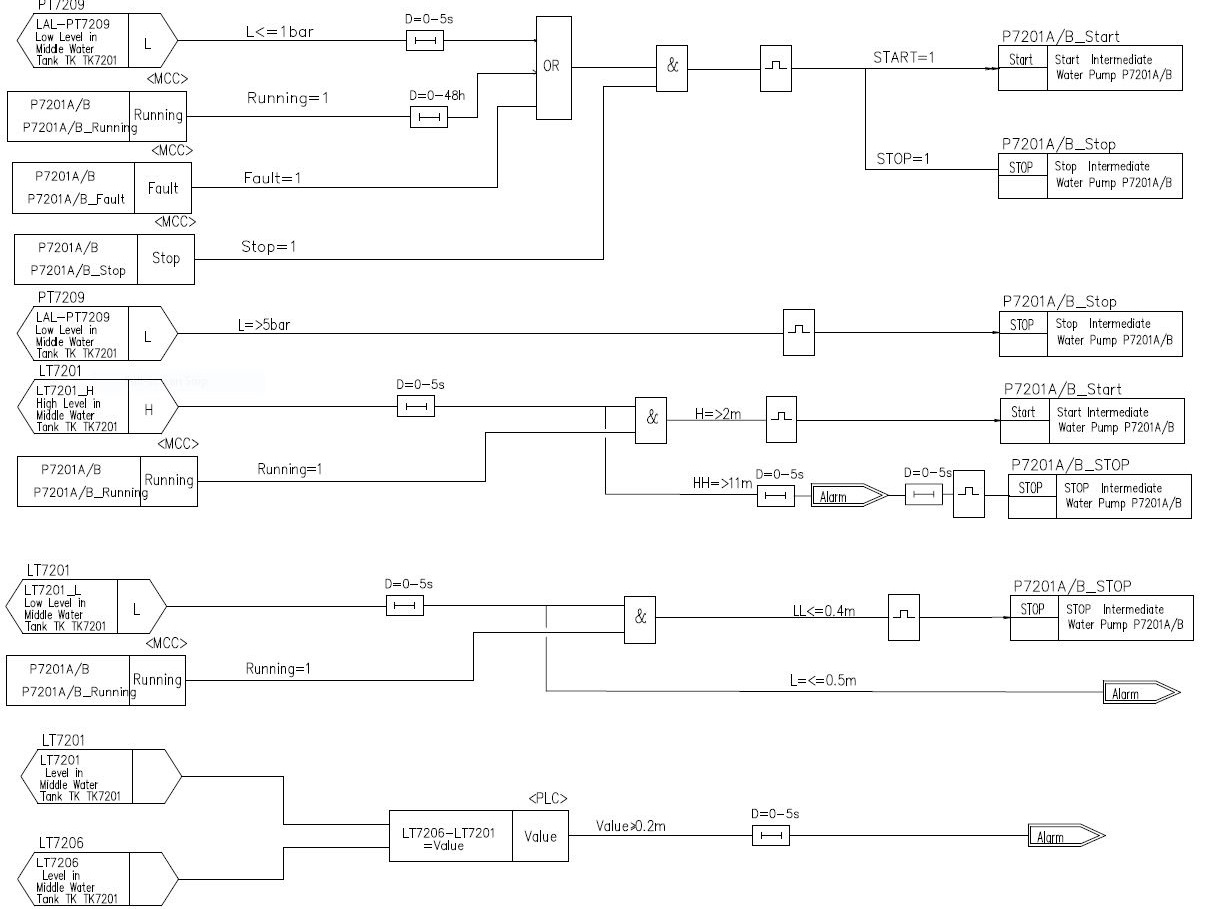 PT7209
LAL-PT7209
Low Level in
Middle Water
Tank TK TK7201
L
L<=1bar
D=0-5s
OR
&
START=1
P7201A/B_Start
Start
Start Intermediate
Water Pump P7201A/B
<MCC>
P7201A/B
P7201A/B_Running
Running
Running=1
D=0-48h
<MCC>
P7201A/B
P7201A/B_Fault
Fault
Fault=1
STOP=1
P7201A/B_Stop
STOP
Stop Intermediate
Water Pump P7201A/B
<MCC>
P7201A/B
P7201A/B_Stop
Stop
Stop=1
PT7209
LAL-PT7209
Low Level in
Middle Water
Tank TK TK7201
L
L=>5bar
P7201A/B_Stop
STOP
Stop Intermediate
Water Pump P7201A/B
LT7201
LT7201_H
High Level in
Middle Water
Tank TK TK7201
H
D=0-5s
&
H=>2m
P7201A/B_Start
Start
Start Intermediate
Water Pump P7201A/B
<MCC>
P7201A/B
P7201A/B_Running
Running
Running=1
HH=>11m
D=0-5s
Alarm
D=0-5s
P7201A/B_STOP
STOP
STOP Intermediate
Water Pump P7201A/B
LT7201
LT7201_L
Low Level in
Middle Water
Tank TK TK7201
L
D=0-5s
&
LL<=0.4m
P7201A/B_STOP
STOP
STOP Intermediate
Water Pump P7201A/B
<MCC>
P7201A/B
P7201A/B_Running
Running
Running=1
L=<=0.5m
Alarm
LT7201
LT7201
Level in
Middle Water
Tank TK TK7201
<PLC>
LT7206-LT7201
=Value
Value
Value≥0.2m
D=0-5s
Alarm
LT7206
LT7206
Level in
Middle Water
Tank TK TK7201